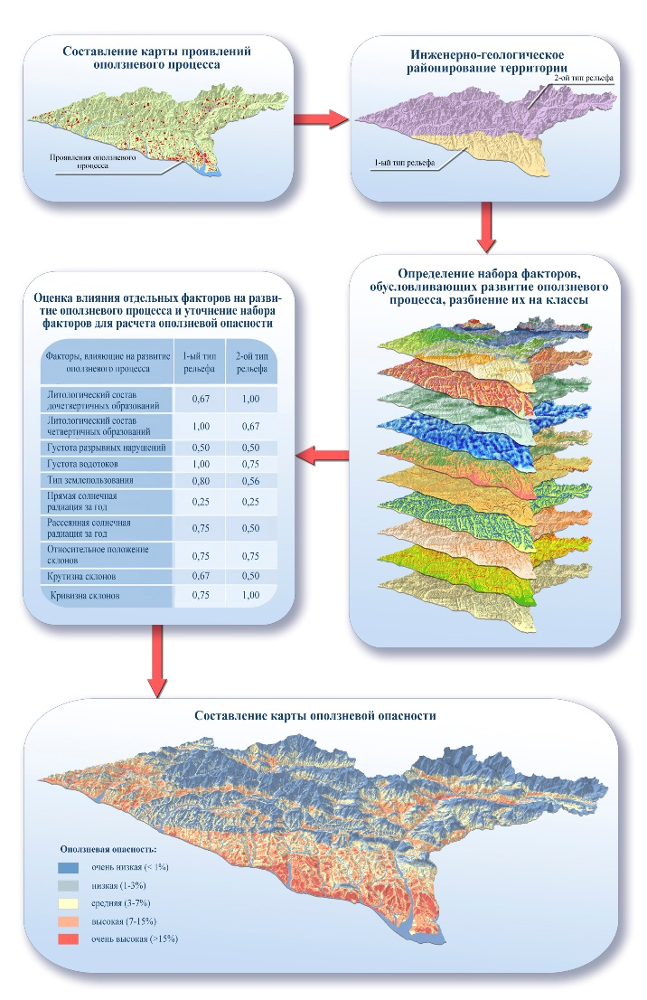 Составление карты проявлений
оползневого процесса
Проявления оползневого
процесса
Инженерно-геологическое
районирование территории
2-ой тип рельефа
1-ый тип рельефа
Определение набора факторов,
обусловливающих развитие оползневого
процесса, разбиение их на классы
Оценка влияния отдельных факторов на разви-
тие оползневого процесса и уточнение набора
факторов для расчета оползневой опасности
Факторы, влияющие на развитие
оползневого процесса
1-ый тип
рельефа
2-ой тип
рельефа
Литологический состав
дочетвертичных образований
0,67
1,00
Литологический состав
четвертичных образований
1,00
0,67
Густота разрывных нарушений
0,50
0,50
Густота водотоков
1,00
0,75
Тип землепользования
0,80
0,56
Прямая солнечная
радиация за год
0,25
0,25
Рассеянная солнечная
радиация за год
0,75
0,50
Относительное положение
склонов
0,75
0,75
Крутизна склонов
0,67
0,50
Кривизна склонов
0,75
1,00
Составление карты оползневой опасности
Оползневая опасность:
очень низкая (< 1%)
низкая (1-3%)
средняя (3-7%)
высокая (7-15%)
очень высокая (>15%)